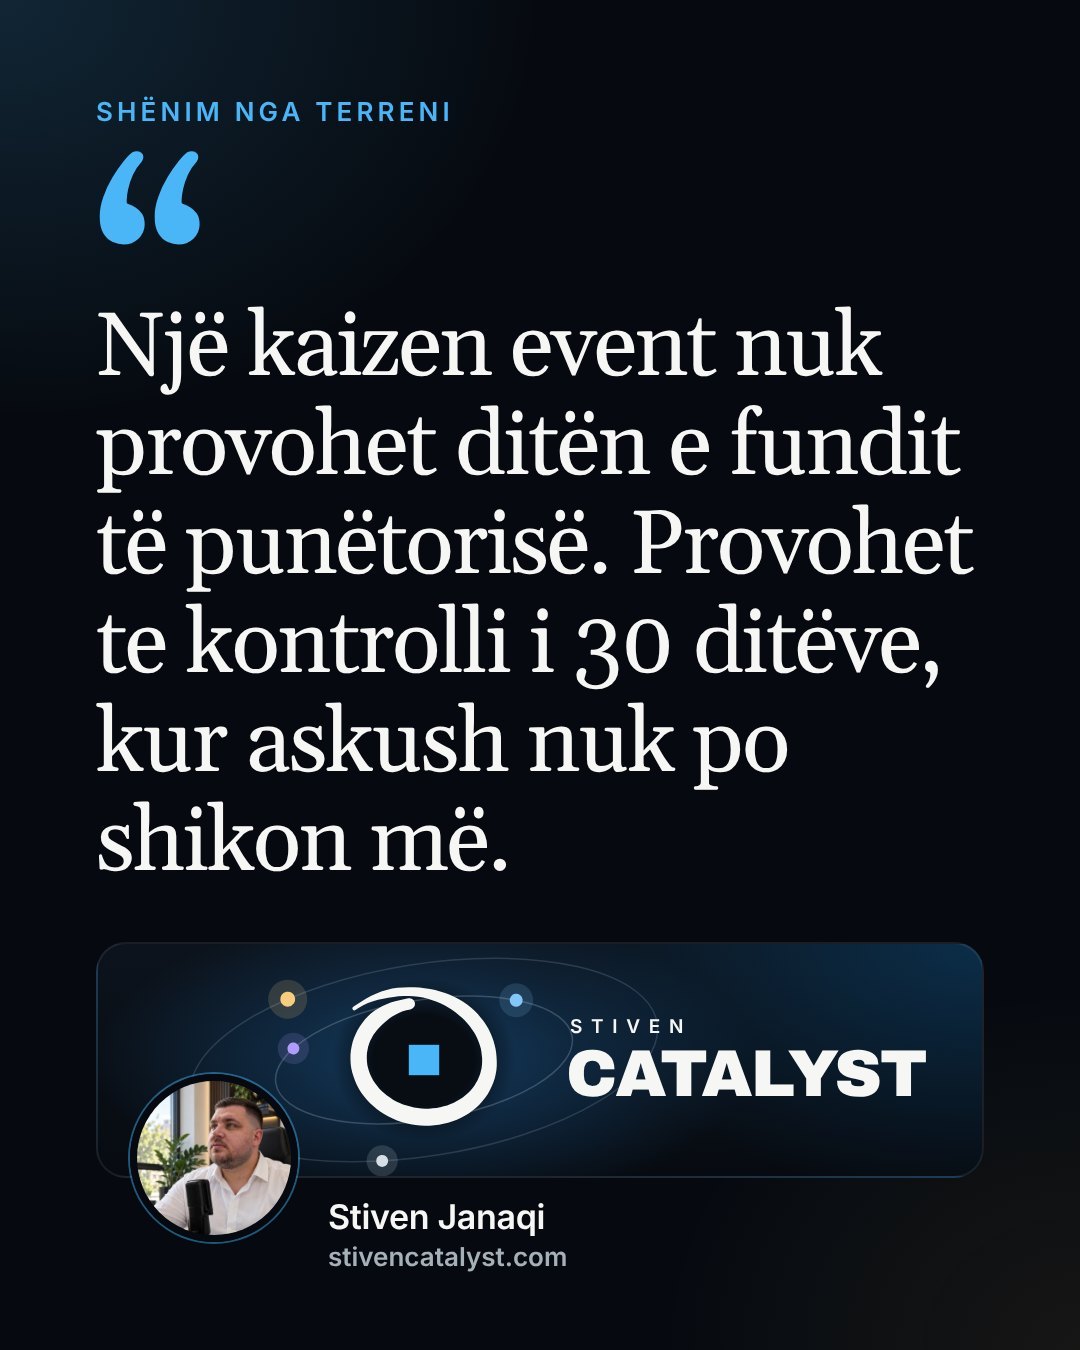 SHËNIM NGA TERRENI
“
Një kaizen event nuk
provohet ditën e fundit
të punëtorisë. Provohet
te kontrolli i 30 ditëve,
kur askush nuk po
shikon më.
STIVEN
CATALYST
Stiven Janaqi
stivencatalyst.com